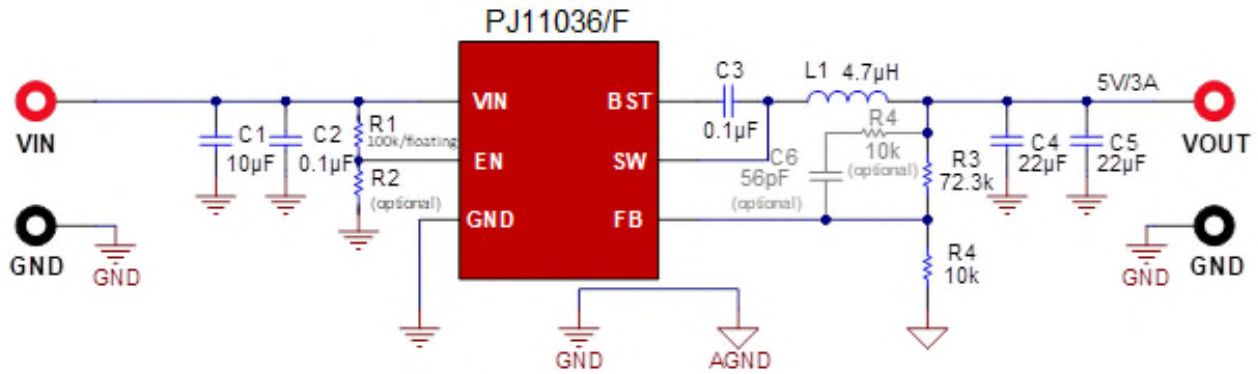 PJ11036/F
VIN
GND
GND
C1
10µF
C2
0.1µF
R1
100k/floating
R2
(optional)
VIN
EN
GND
BST
SW
FB
C3
0.1µF
L1
4.7µH
R4
10k
(optional)
C6
56pF
(optional)
R3
72.3k
R4
10k
5V/3A
C4
22µF
C5
22µF
VOUT
GND
GND
GND
AGND